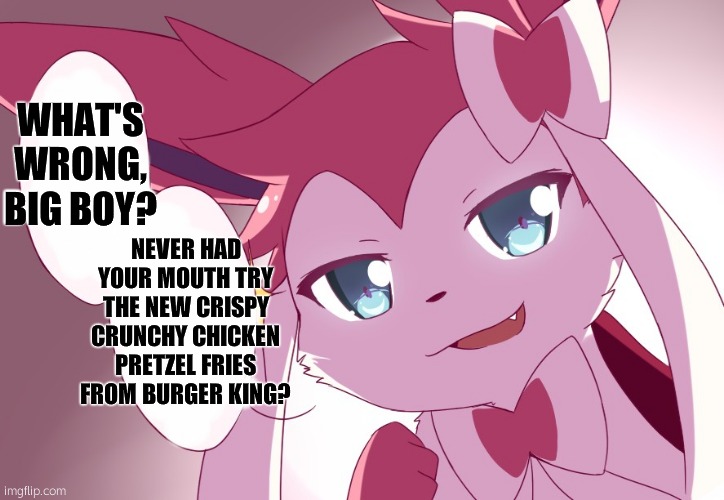 WHAT'S
WRONG,
BIG BOY?
NEVER HAD
YOUR MOUTH TRY
THE NEW CRISPY
CRUNCHY CHICKEN
PRETZEL FRIES
FROM BURGER KING?
imgflip.com